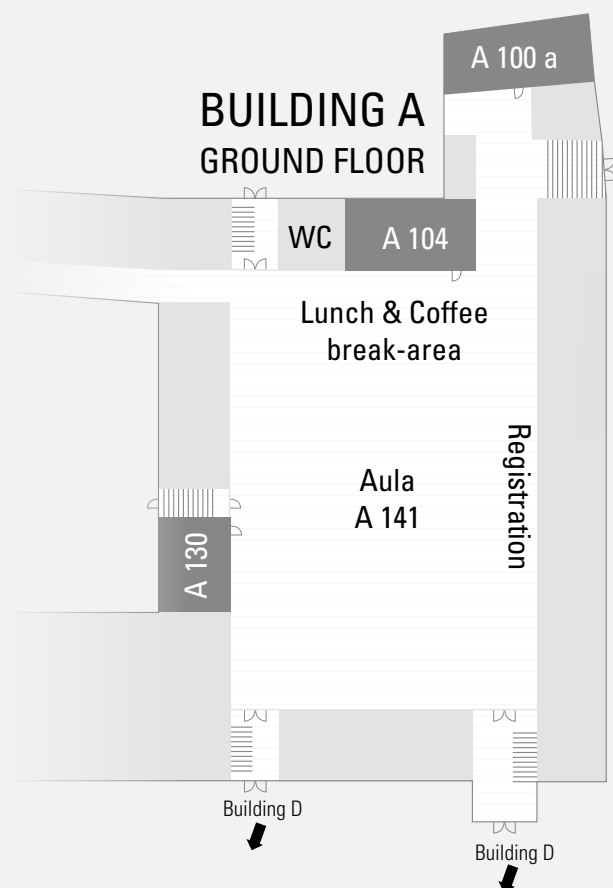 A 100 a
BUILDING A
GROUND FLOOR
WC
A 104
Lunch & Coffee
break-area
Registration
Aula
A 141
A 130
Building D
Building D